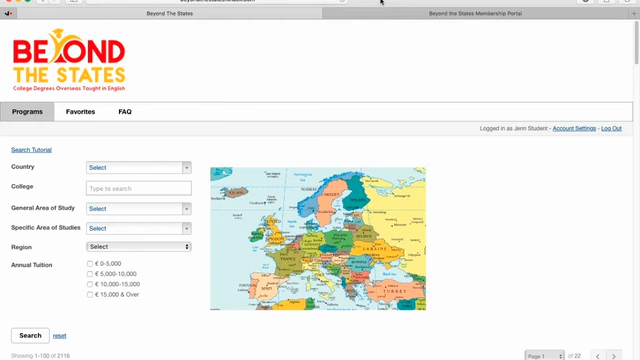 Beyond The States
Beyond the States Membership Portal
BEYOND
THE STATES
College Degrees Overseas Taught in English
Programs
Favorites
FAQ
Logged in as Jenn Student - Account Settings - Log Out
Search Tutorial
Country
Select
College
Type to search
General Area of Study
Select
Specific Area of Studies
Select
Region
Select
Annual Tuition
€ 0-5,000
€ 5,000-10,000
€ 10,000-15,000
€ 15,000 & Over
FRANCE
SPAIN
UKRAINE
TURKEY
Search
reset
Showing 1-100 of 2116
Page 1
of 22